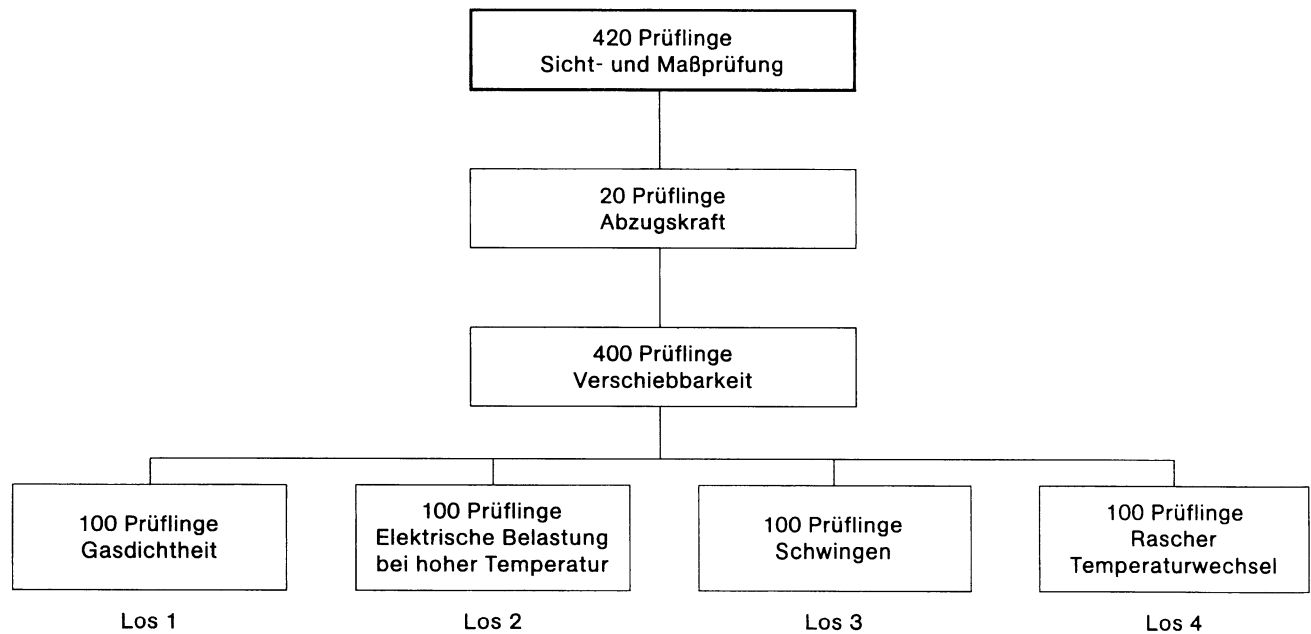 420 Prüflinge
Sicht- und Maßprüfung
20 Prüflinge
Abzugskraft
400 Prüflinge
Verschiebbarkeit
100 Prüflinge
Gasdichtheit
100 Prüflinge
Elektrische Belastung
bei hoher Temperatur
100 Prüflinge
Schwingen
100 Prüflinge
Rascher
Temperaturwechsel
Los 1
Los 2
Los 3
Los 4